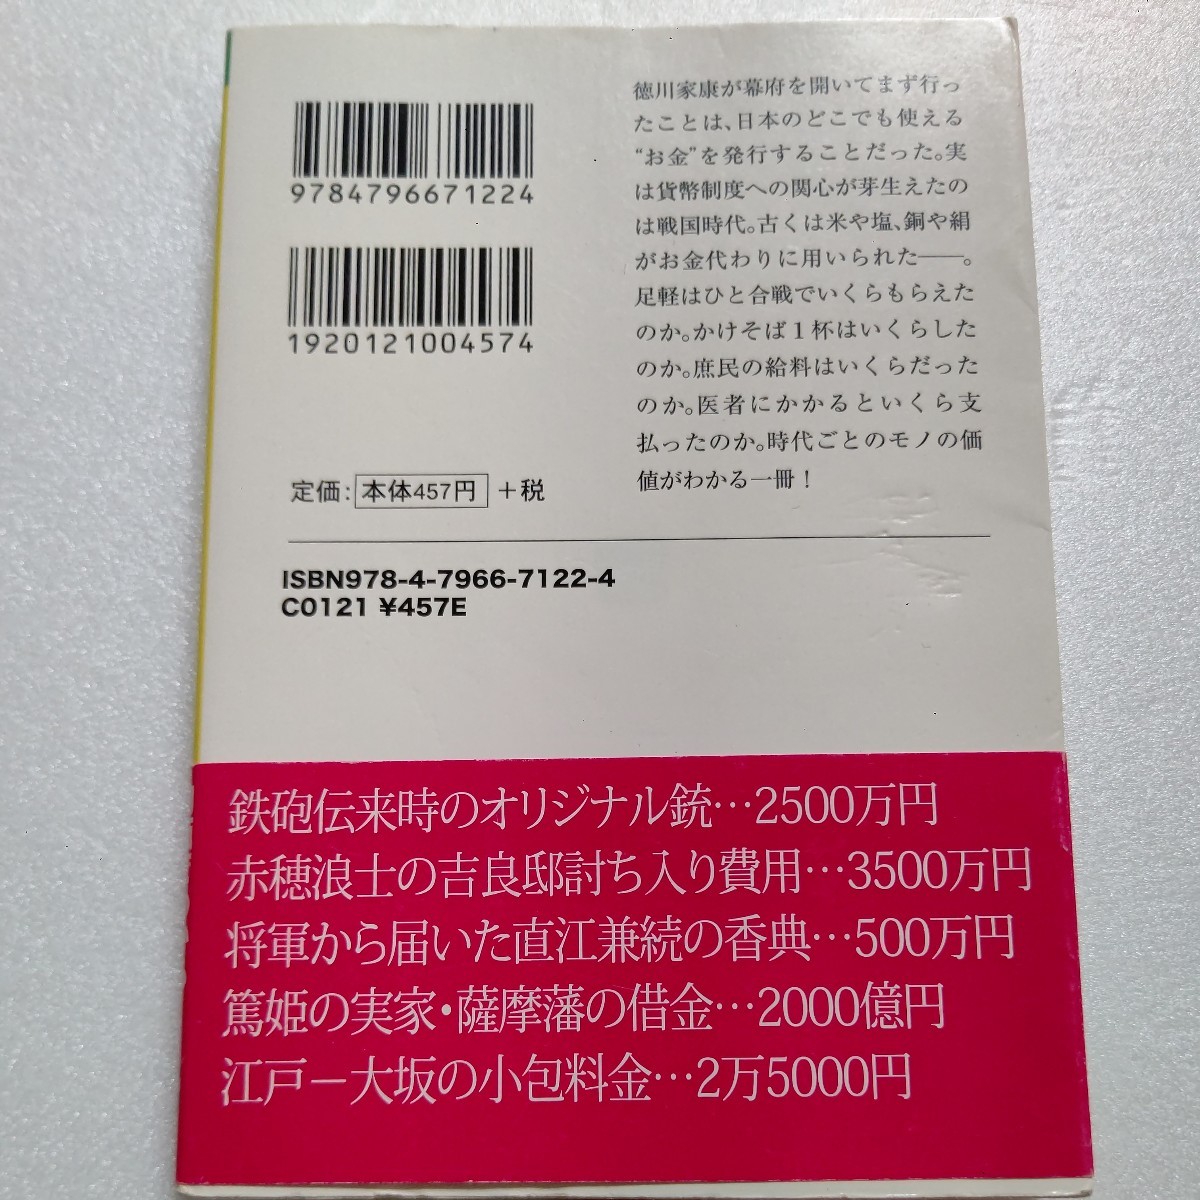 9784796671224
1920121004574
定価：本体457円＋税
徳川家康が幕府を開いてまず行っ
たことは、日本のどこでも使える
“お金”を発行することだった。実
は貨幣制度への関心が芽生えたの
は戦国時代。古くは米や塩、銅や絹
がお金代わりに用いられた――。
足軽はひと合戦でいくらもらえた
のか。かけそば１杯はいくらした
のか。庶民の給料はいくらだった
のか。医者にかかるといくら支
払ったのか。時代ごとのモノの価
値がわかる一冊！
ISBN978-4-7966-7122-4
C0121 ¥457E
鉄砲伝来時のオリジナル銃…2500万円
赤穂浪士の吉良邸討ち入り費用…3500万円
将軍から届いた直江兼続の香典…500万円
篤姫の実家・薩摩藩の借金…2000億円
江戸－大坂の小包料金…2万5000円